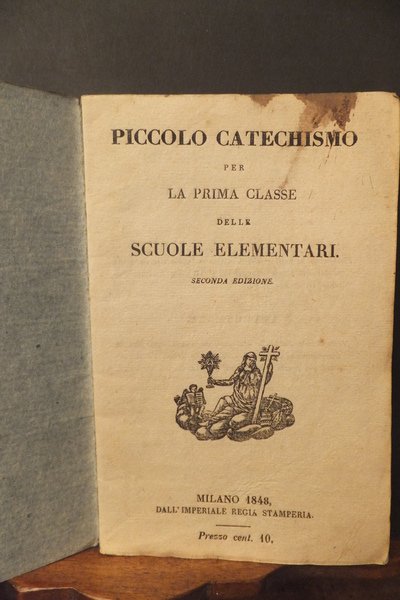 PICCOLO CATECHISMO
PER
LA PRIMA CLASSE
DELLE
SCUOLE ELEMENTARI.
SECONDA EDIZIONE.
MILANO 1848,
DALL'IMPERIALE REGIA STAMPERIA.
Prezzo cent. 10.